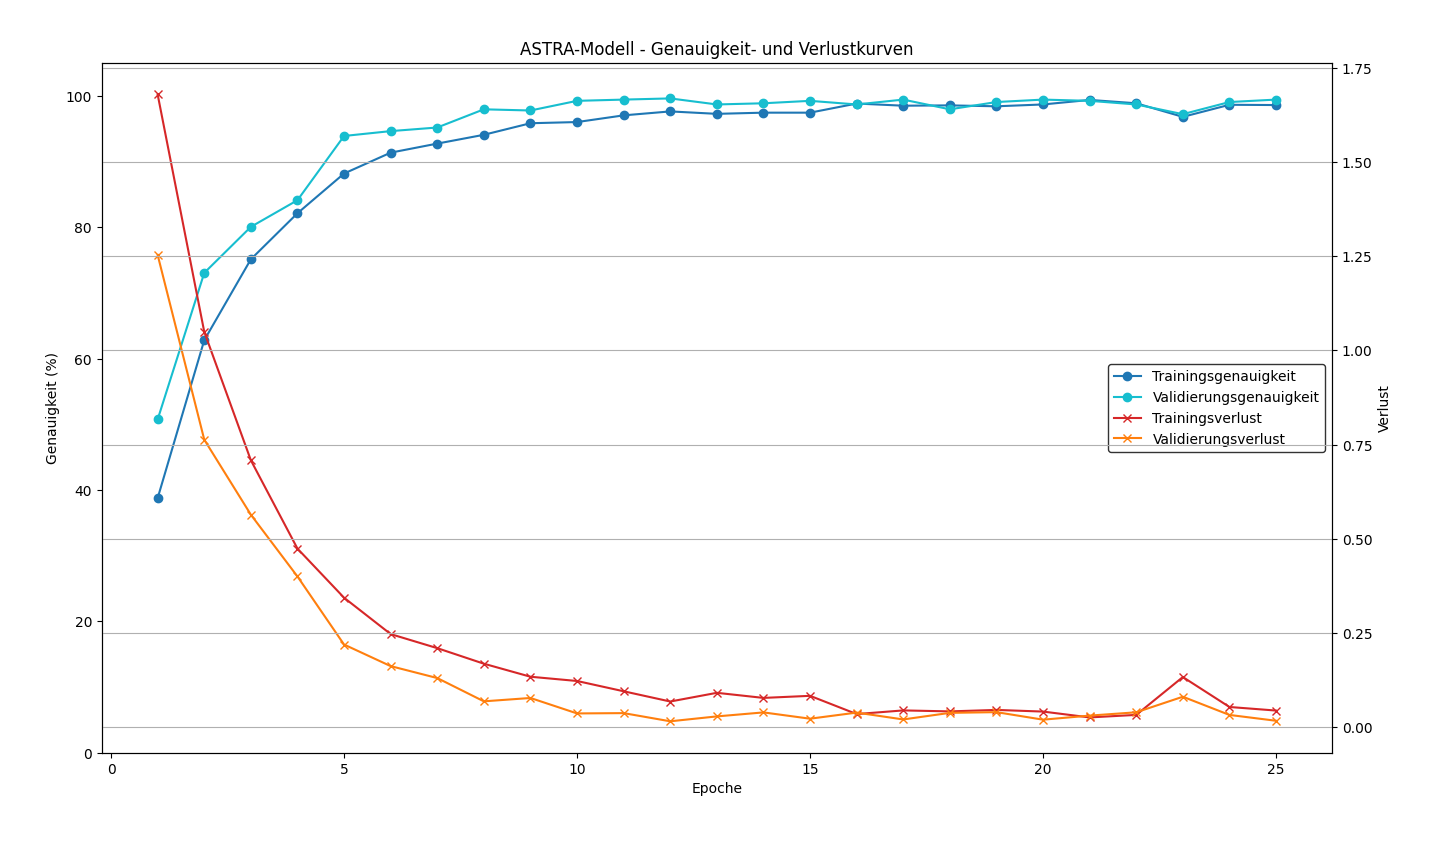 ASTRA-Modell - Genauigkeit- und Verlustkurven
Genauigkeit (%)
100
80
60
40
20
0
1.75
1.50
1.25
1.00
0.75
0.50
0.25
0.00
Verlust
Trainingsgenauigkeit
Validierungsgenauigkeit
Trainingsverlust
Validierungsverlust
0 5 10 15 20 25
Epoche